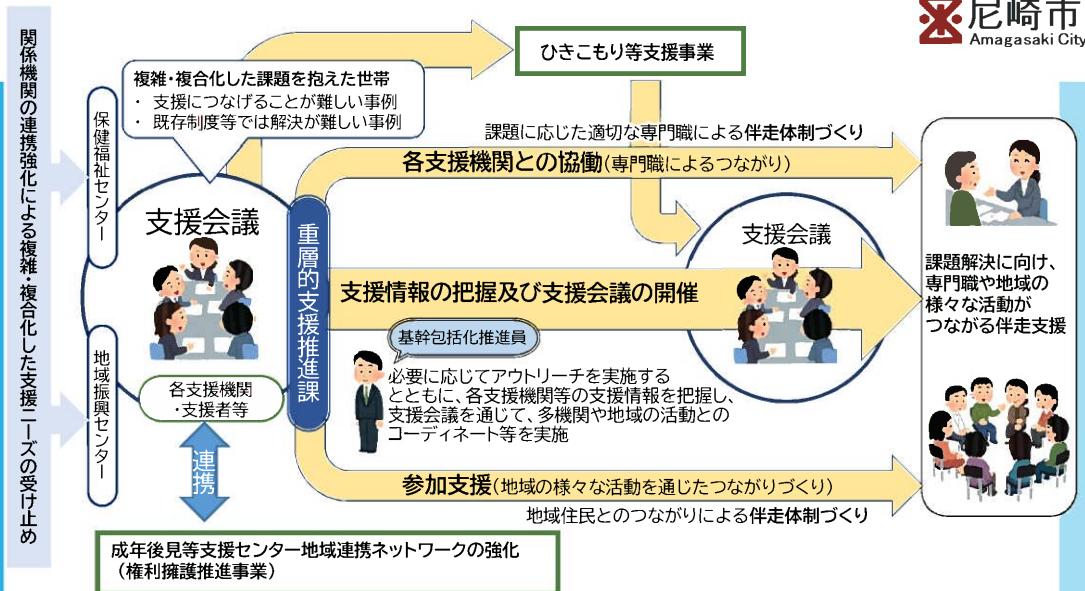 尼崎市
Amagasaki City
関係機関の連携強化による複雑・複合化した支援ニーズの受け止め
保健福祉センター
地域振興センター
複雑・複合化した課題を抱えた世帯
・ 支援につなげることが難しい事例
・ 既存制度等では解決が難しい事例
ひきこもり等支援事業
支援会議
各支援機関
・支援者等
連携
重層的支援推進課
課題に応じた適切な専門職による伴走体制づくり
各支援機関との協働(専門職によるつながり)
支援情報の把握及び支援会議の開催
基幹包括化推進員
必要に応じてアウトリーチを実施する
とともに、各支援機関等の支援情報を把握し、
支援会議を通じて、多機関や地域の活動との
コーディネート等を実施
支援会議
参加支援(地域の様々な活動を通じたつながりづくり)
地域住民とのつながりによる伴走体制づくり
課題解決に向け、
専門職や地域の
様々な活動が
つながる伴走支援
成年後見等支援センター地域連携ネットワークの強化
(権利擁護推進事業)